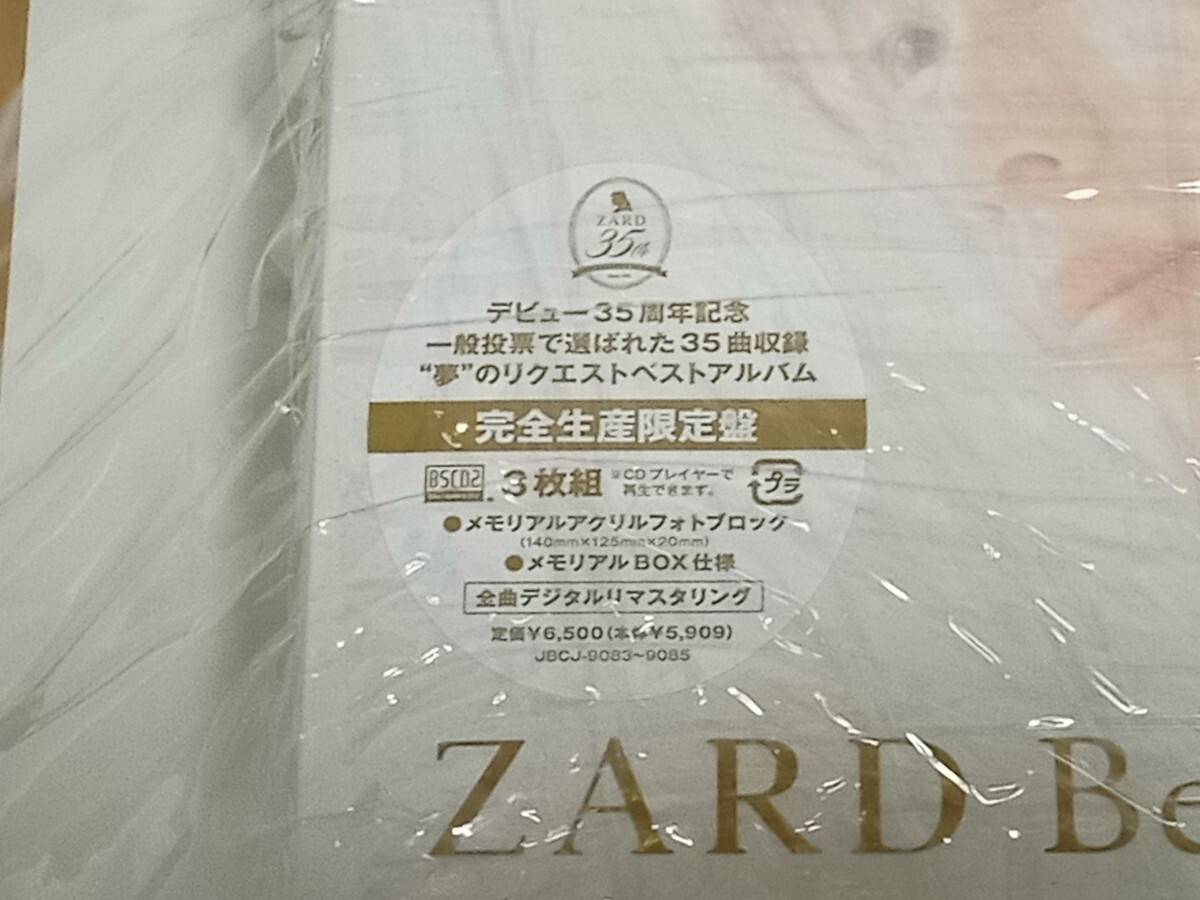 ZARD
35th
デビュー35周年記念
一般投票で選ばれた35曲収録
“夢”のリクエストベストアルバム
完全生産限定盤
BSCD2 3枚組 ※CDプレイヤーで再生できます。 プラ
●メモリアルアクリルフォトブロック
(140mm×125mm×20mm)
●メモリアルBOX仕様
全曲デジタルリマスタリング
定価¥6,500(本体¥5,909)
JBCJ-9083~9085
ZARD Be